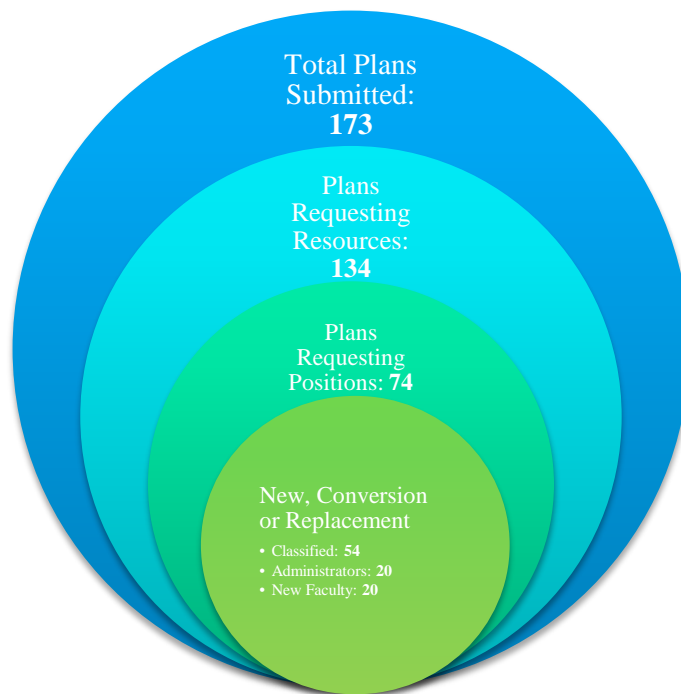 Total Plans
Submitted:
173
Plans
Requesting
Resources:
134
Plans
Requesting
Positions: 74
New, Conversion
or Replacement
• Classified: 54
• Administrators: 20
• New Faculty: 20